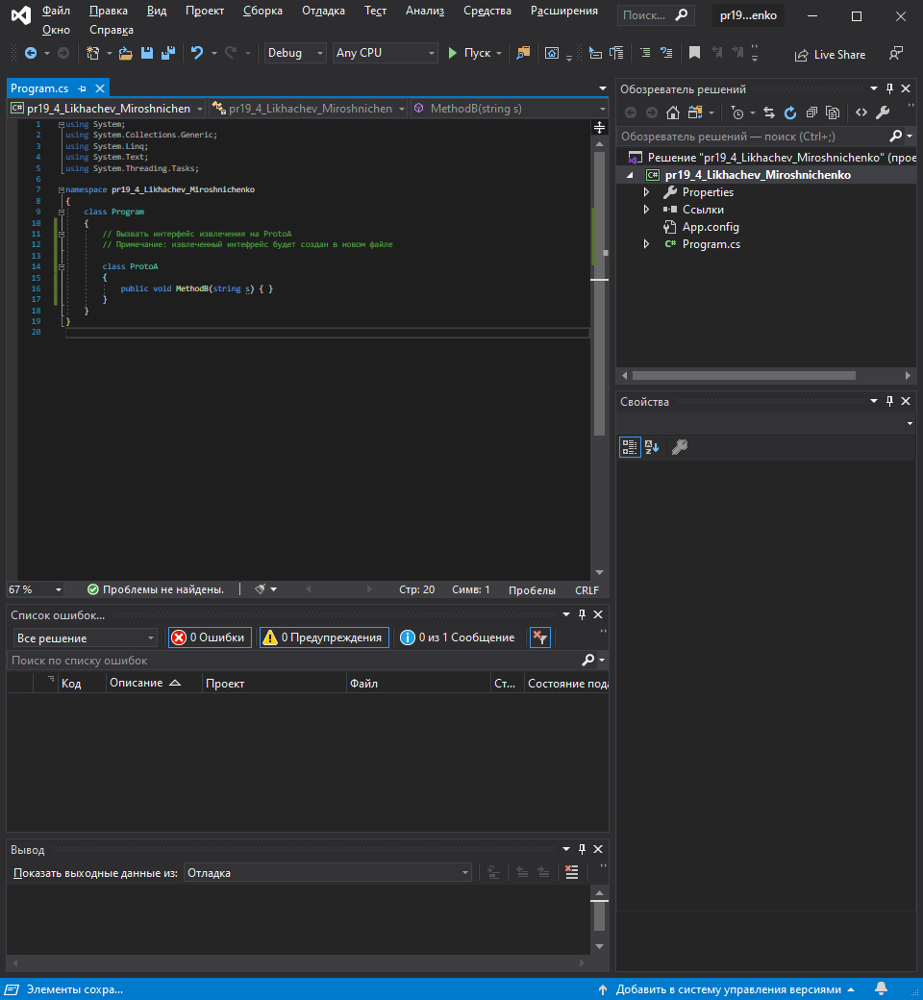 Файл Правка Вид Проект Сборка Отладка Тест Анализ Средства Расширения Поиск... pr19...enko
Окно Справка
Debug Any CPU Пуск Live Share
Program.cs
pr19_4_Likhachev_Miroshnichen pr19_4_Likhachev_Miroshnichen MethodB(string s)
1 using System;
2 using System.Collections.Generic;
3 using System.Linq;
4 using System.Text;
5 using System.Threading.Tasks;
6
7 namespace pr19_4_Likhachev_Miroshnichenko
8 {
9 class Program
10 {
11 // Вызвать интерфейс извлечения на ProtoA
12 // Примечание: извлеченный интефрейс будет создан в новом файле
13
14 class ProtoA
15 {
16 public void MethodB(string s) { }
17 }
18 }
19 }
20
67 % Проблемы не найдены. Стр: 20 Симв: 1 Пробелы CRLF
Список ошибок...
Все решение 0 Ошибки 0 Предупреждения 0 из 1 Сообщение
Поиск по списку ошибок
Код Описание Проект Файл Ст... Состояние пода
Вывод
Показать выходные данные из: Отладка
Обозреватель решений
Обозреватель решений — поиск (Ctrl+;)
Решение "pr19_4_Likhachev_Miroshnichenko" (прое
pr19_4_Likhachev_Miroshnichenko
Properties
Ссылки
App.config
Program.cs
Свойства
Элементы сохра... Добавить в систему управления версиями